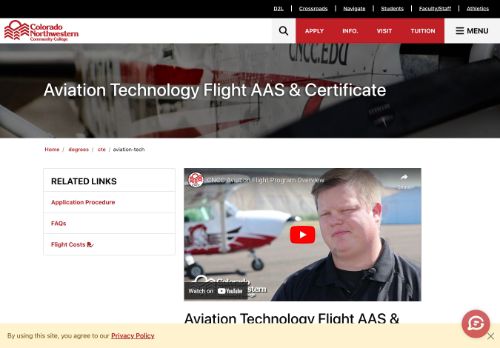 D2L
Crossroads
Navigate
Students
Faculty/Staff
Athletics
Colorado
Northwestern
Community College
APPLY
INFO.
VISIT
TUITION
MENU
CNCC.EDU
Aviation Technology Flight AAS & Certificate
Home / degrees / cte / aviation-tech
RELATED LINKS
Application Procedure
FAQs
Flight Costs
CNCC Aviation Flight Program Overview
Share
Watch on YouTube
Colorado
Northwestern
Community College
Aviation Technology Flight AAS &
By using this site, you agree to our Privacy Policy